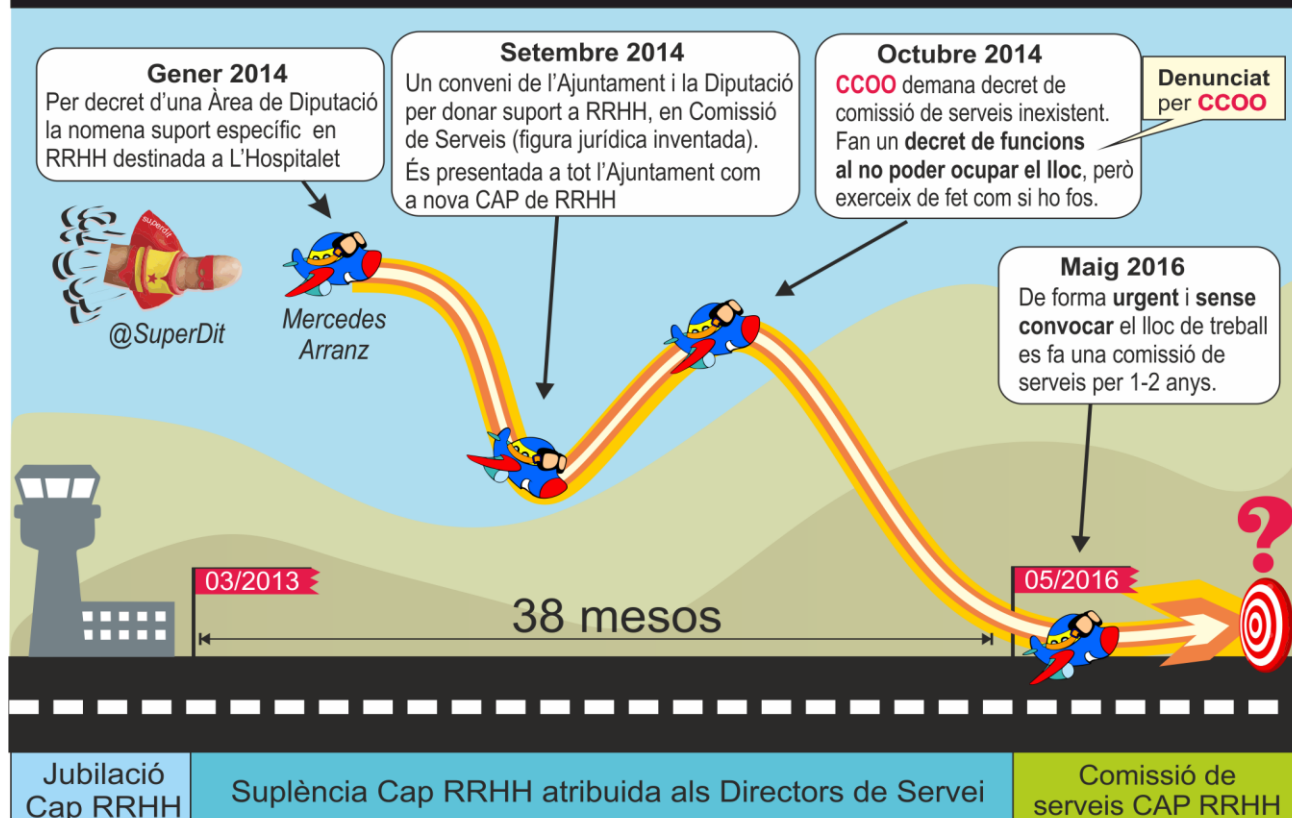 Gener 2014
Per decret d'una Àrea de Diputació
la nomena suport específic en
RRHH destinada a L'Hospitalet
Setembre 2014
Un conveni de l'Ajuntament i la Diputació
per donar suport a RRHH, en Comissió
de Serveis (figura jurídica inventada).
És presentada a tot l'Ajuntament com
a nova CAP de RRHH
Octubre 2014
CCOO demana decret de
comissió de serveis inexistent.
Fan un decret de funcions
al no poder ocupar el lloc, però
exerceix de fet com si ho fos.
Denunciat
per CCOO
Maig 2016
De forma urgent i sense
convocar el lloc de treball
es fa una comissió de
serveis per 1-2 anys.
superdit
@SuperDit
Mercedes
Arranz
03/2013
38 mesos
05/2016
?
Jubilació
Cap RRHH
Suplència Cap RRHH atribuida als Directors de Servei
Comissió de
serveis CAP RRHH